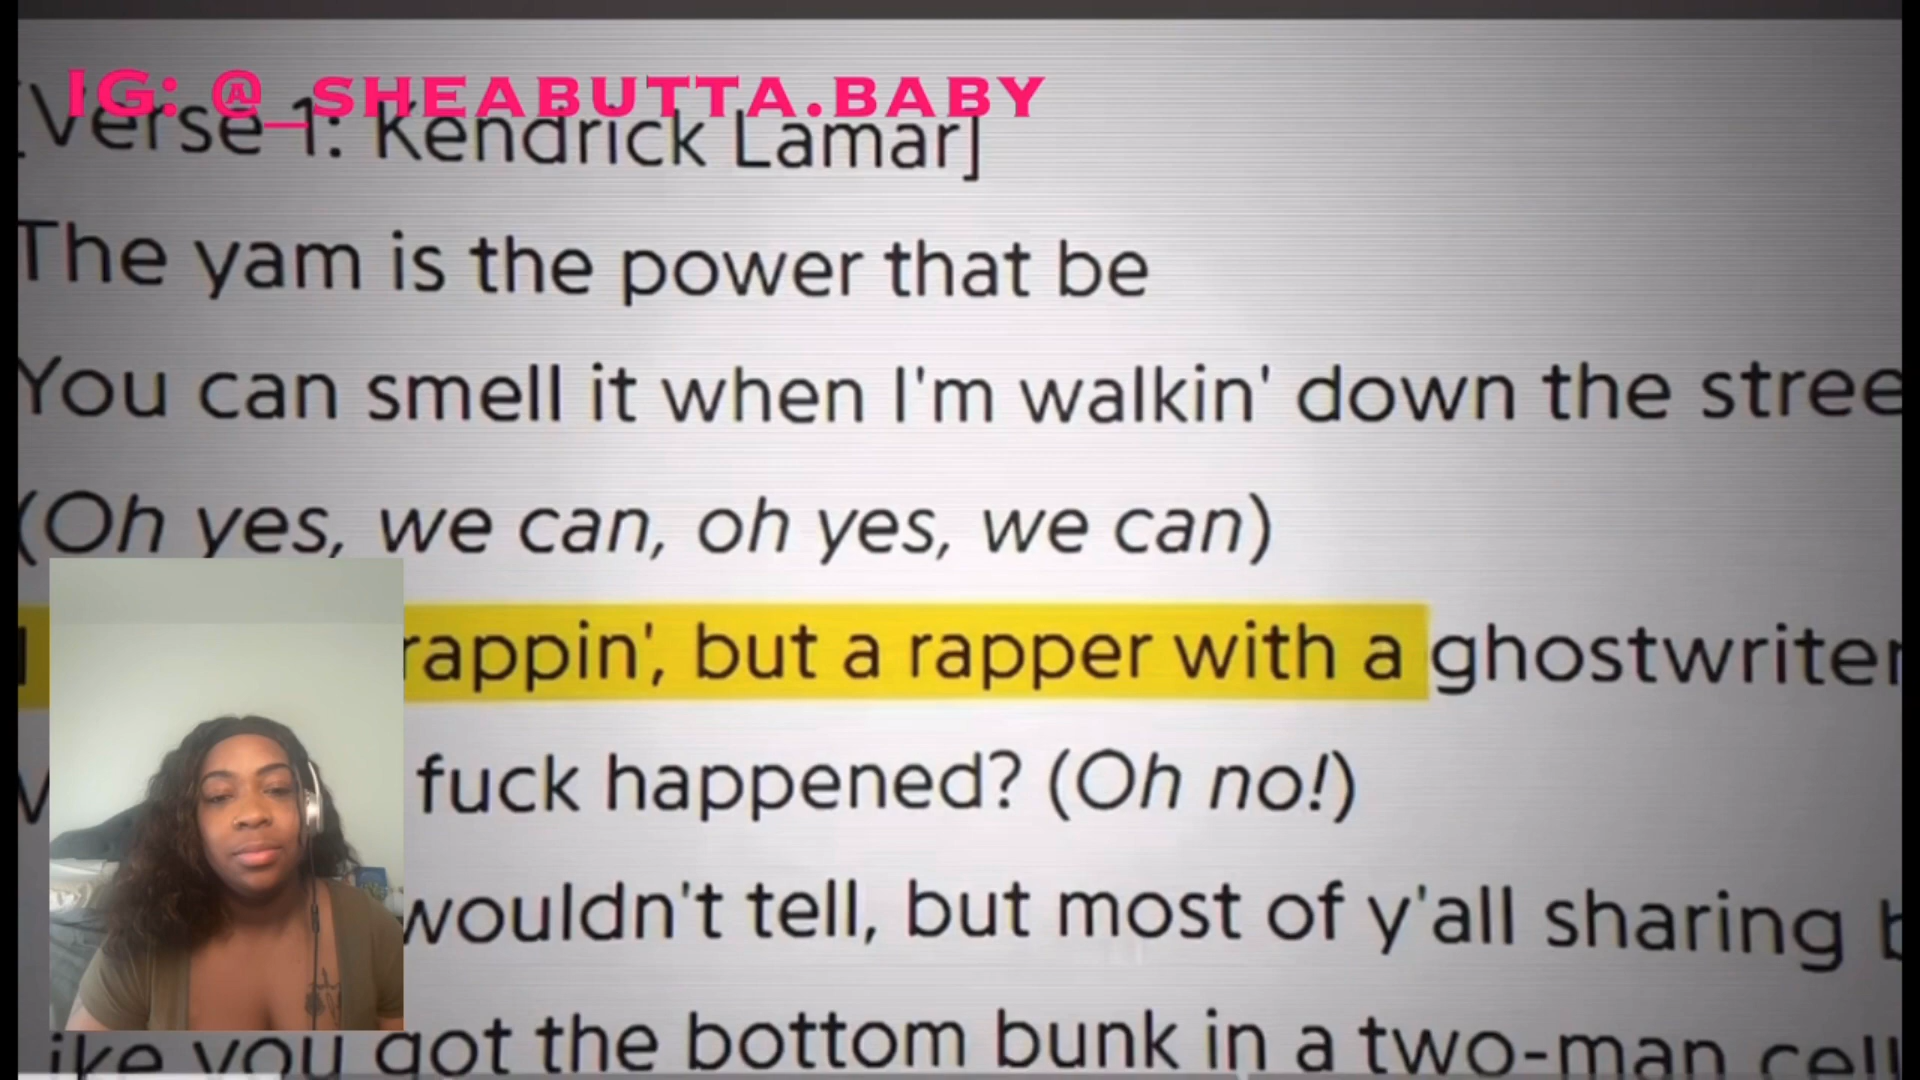 IG: @_SHEABUTTA.BABY
[Verse 1: Kendrick Lamar]
The yam is the power that be
You can smell it when I'm walkin' down the stree
(Oh yes, we can, oh yes, we can)
rappin', but a rapper with a ghostwriter
fuck happened? (Oh no!)
wouldn't tell, but most of y'all sharing
ike you got the bottom bunk in a two-man cell